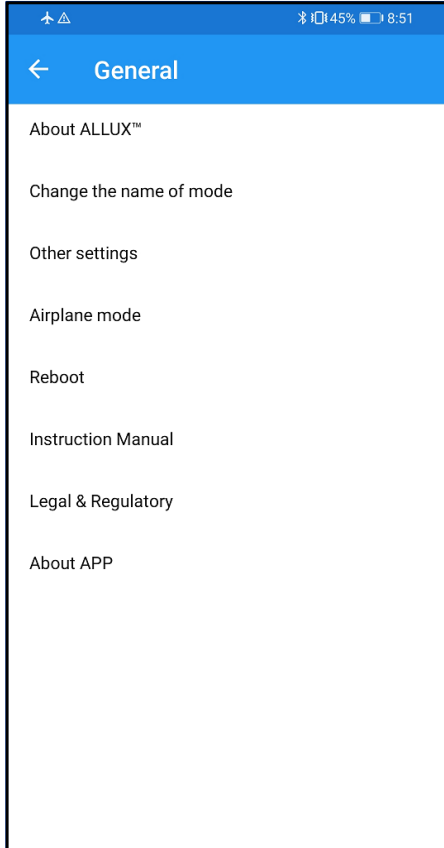 45% 8:51
General
About ALLUX™
Change the name of mode
Other settings
Airplane mode
Reboot
Instruction Manual
Legal & Regulatory
About APP